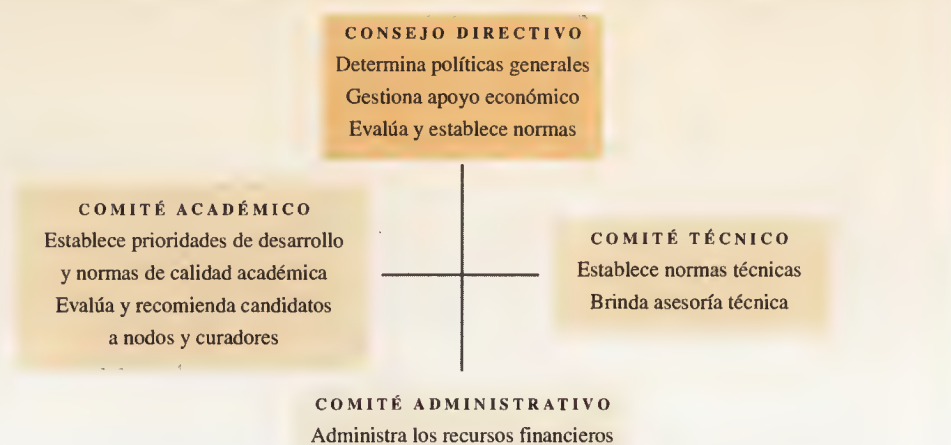 CONSEJO DIRECTIVO
Determina políticas generales
Gestiona apoyo económico
Evalúa y establece normas
COMITÉ ACADÉMICO
Establece prioridades de desarrollo
y normas de calidad académica
Evalúa y recomienda candidatos
a nodos y curadores
COMITÉ TÉCNICO
Establece normas técnicas
Brinda asesoría técnica
COMITÉ ADMINISTRATIVO
Administra los recursos financieros